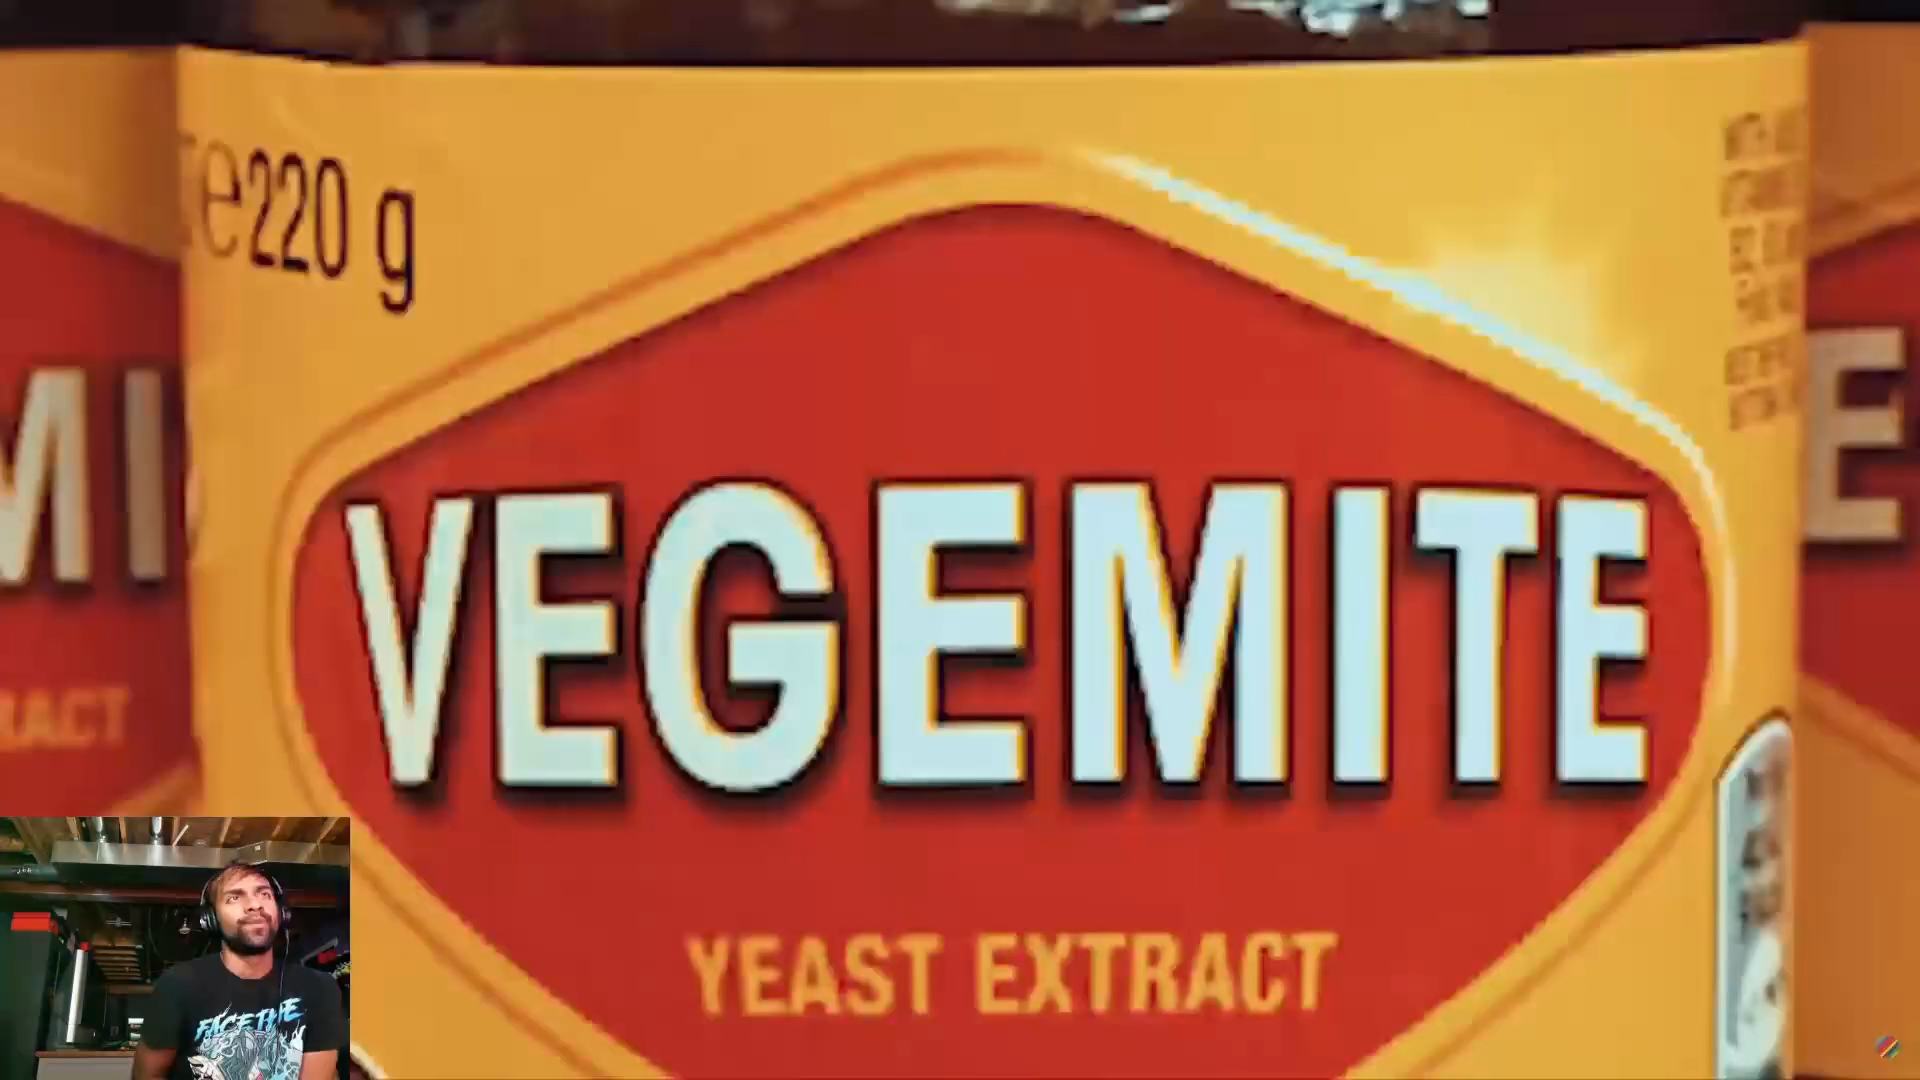 e220 g
VEGEMITE
YEAST EXTRACT
MI
RACT
E
FACE THE